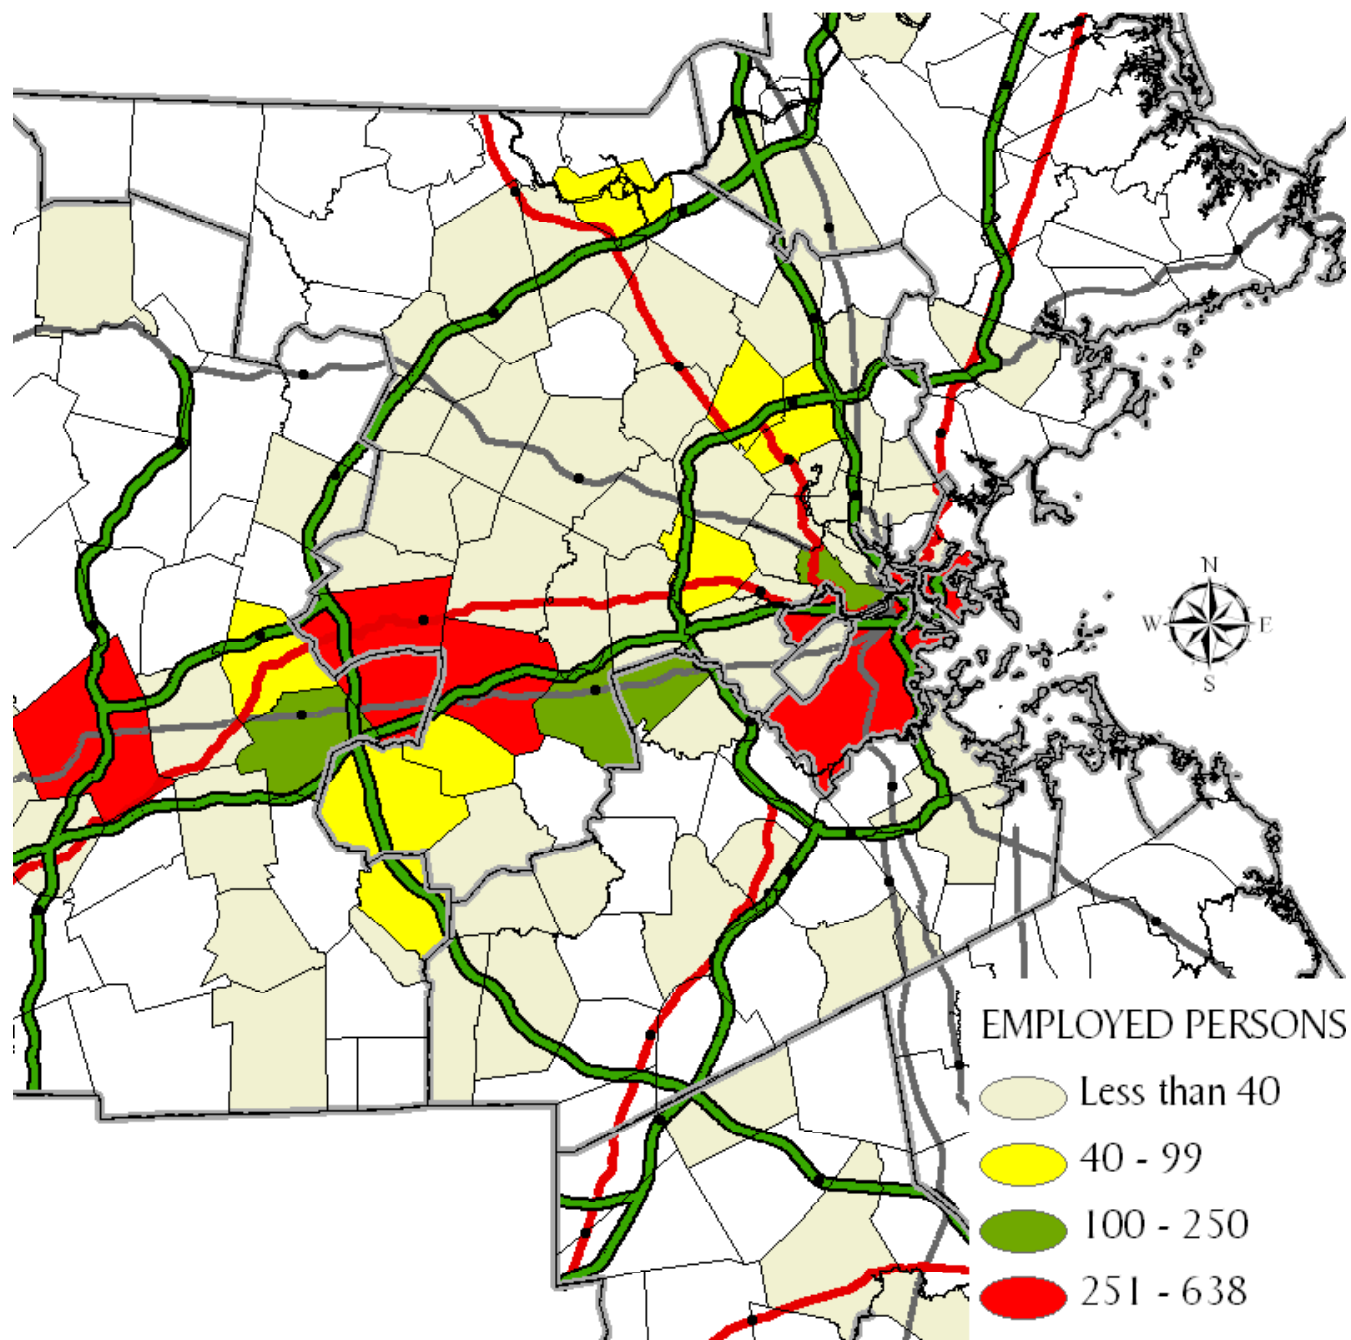 N
W
E
S
EMPLOYED PERSONS
Less than 40
40 - 99
100 - 250
251 - 638